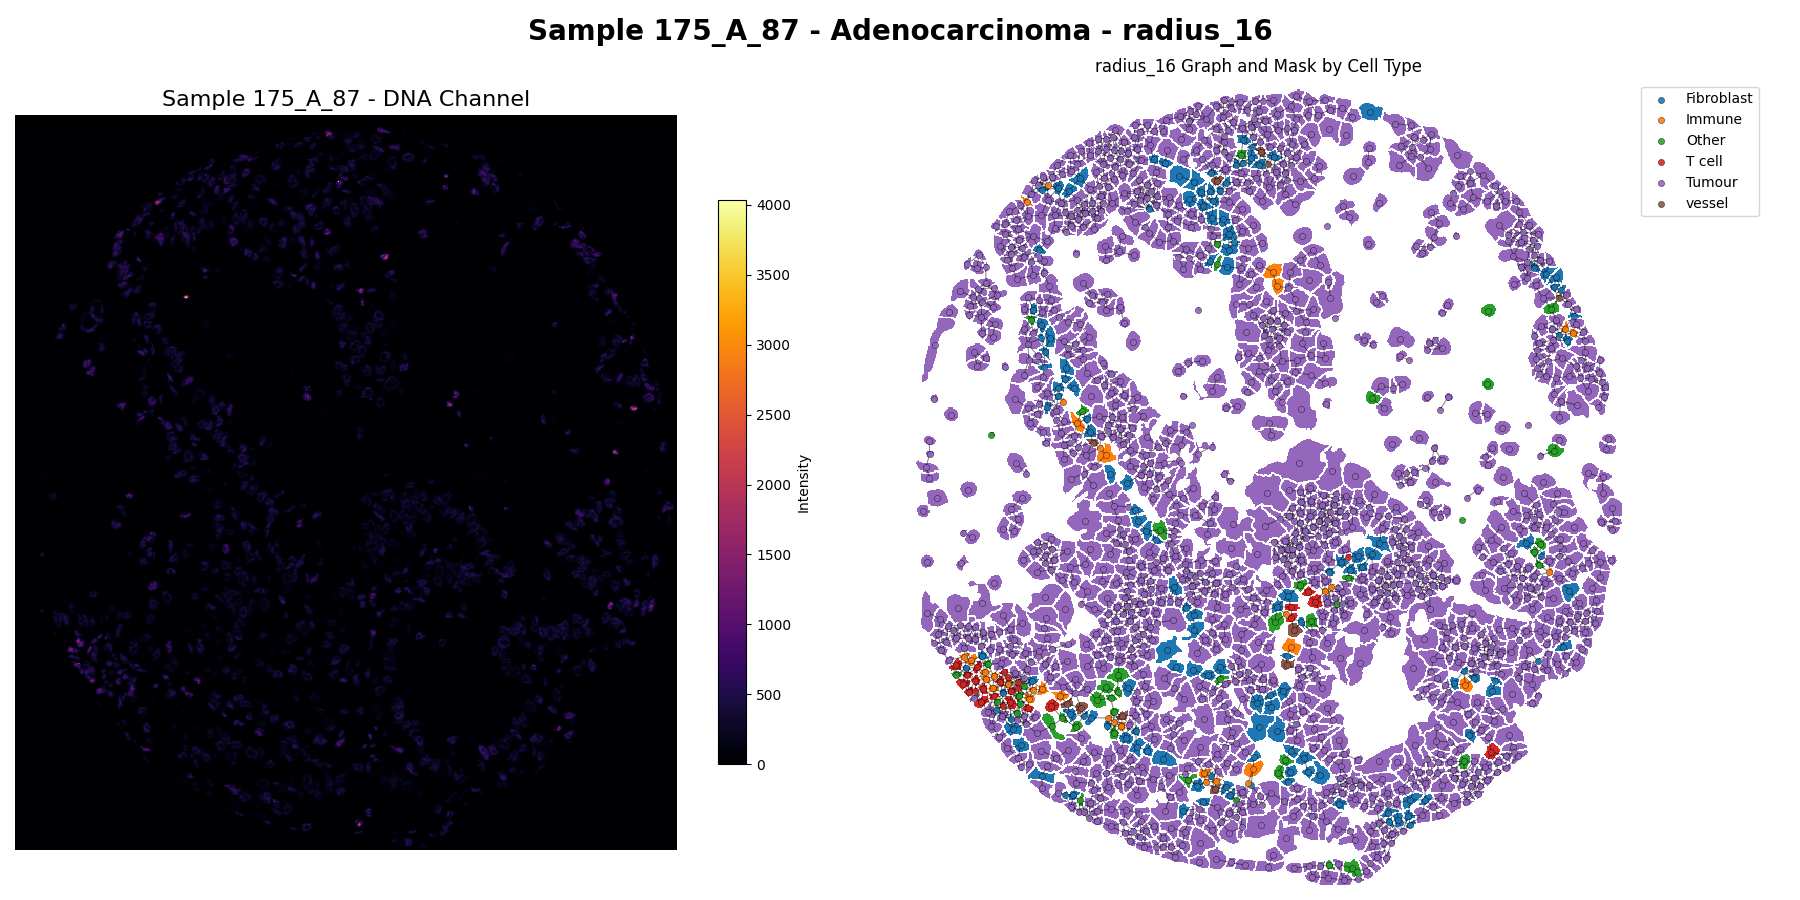 Sample 175_A_87 - Adenocarcinoma - radius_16
Sample 175_A_87 - DNA Channel
4000
3500
3000
2500
2000
1500
1000
500
0
Intensity
radius_16 Graph and Mask by Cell Type
Fibroblast
Immune
Other
T cell
Tumour
vessel